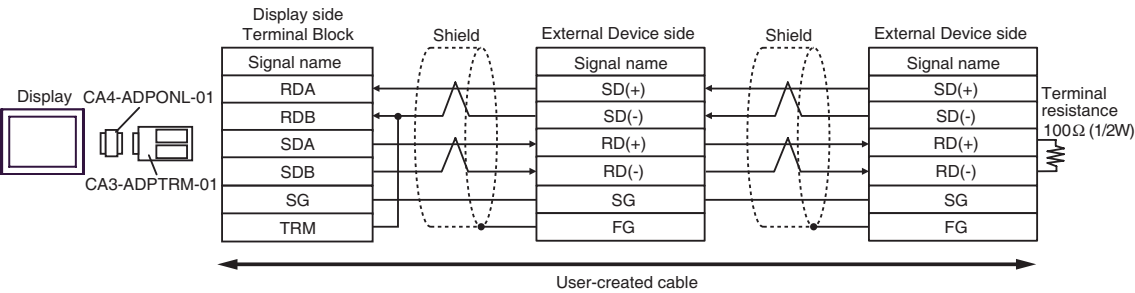 Display side
Terminal Block
Shield
External Device side
Shield
External Device side
Signal name
Signal name
Signal name
RDA
SD(+)
SD(+)
Display
CA4-ADPONL-01
RDB
SD(-)
SD(-)
Terminal
resistance
100Ω (1/2W)
SDA
RD(+)
RD(+)
CA3-ADPTRM-01
SDB
RD(-)
RD(-)
SG
SG
SG
TRM
FG
FG
User-created cable